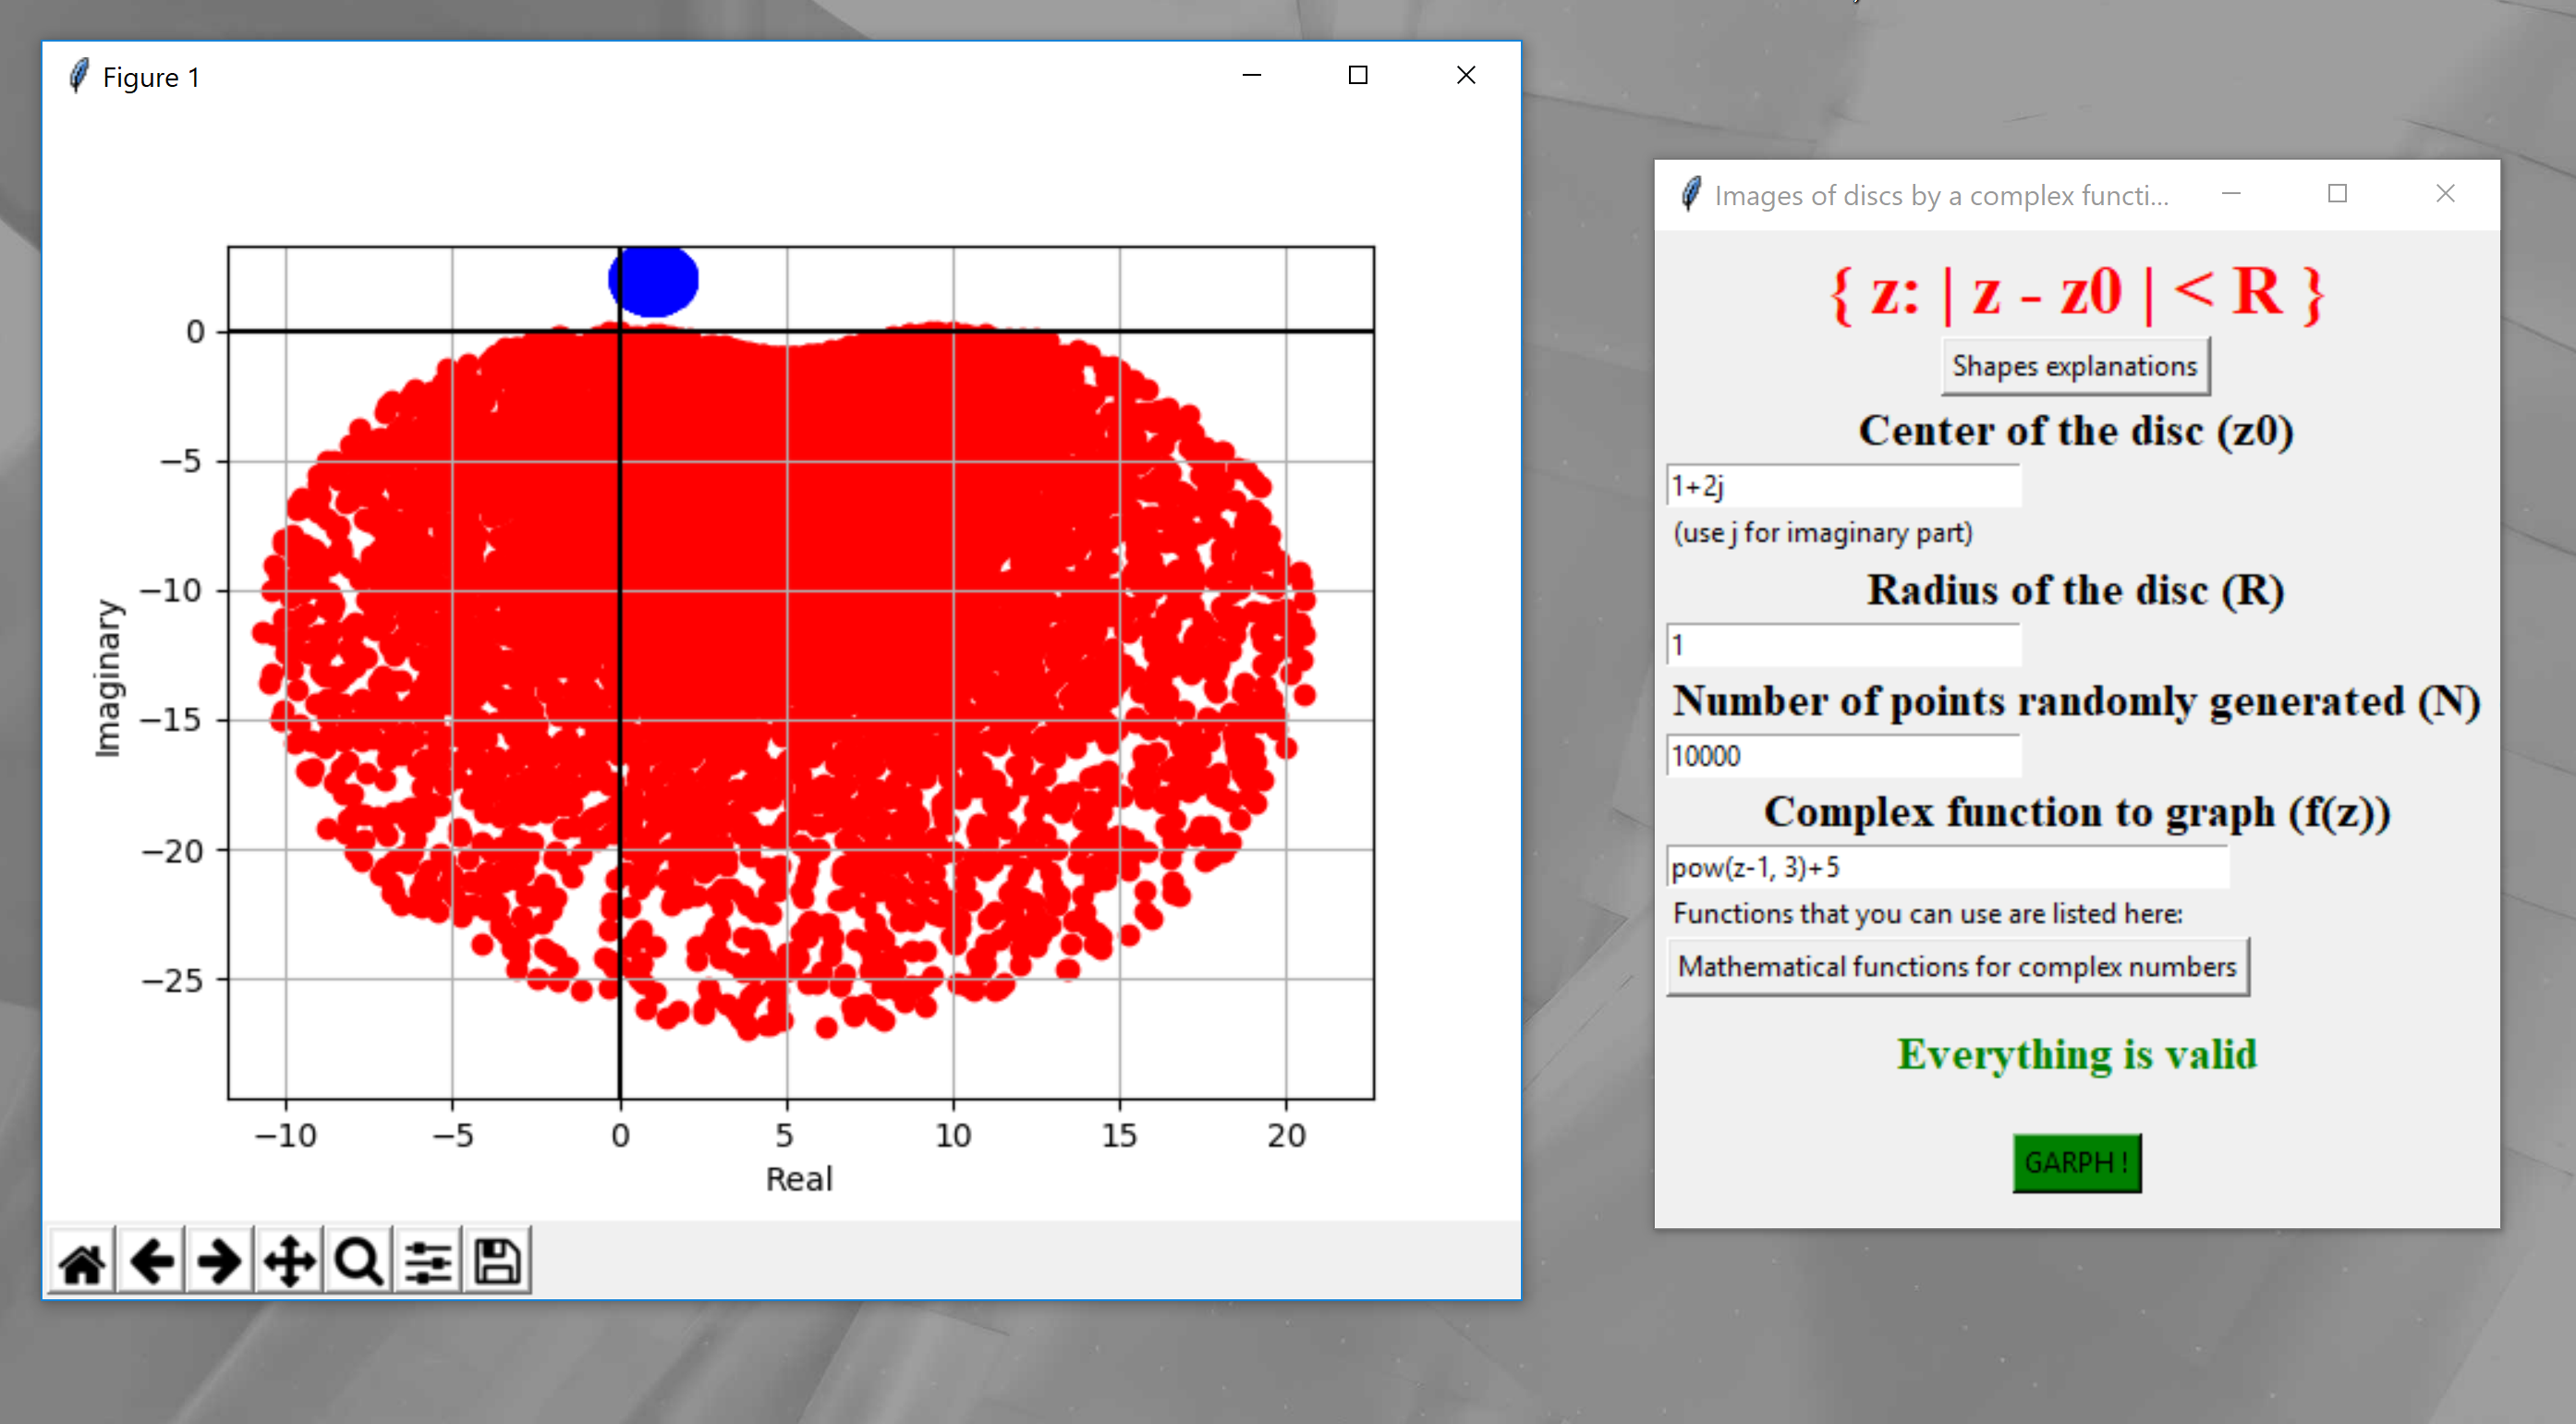 Figure 1
0
−5
−10
−15
−20
−25
Imaginary
−10 −5 0 5 10 15 20
Real
Images of discs by a complex functi...
{ z: | z - z0 | < R }
Shapes explanations
Center of the disc (z0)
1+2j
(use j for imaginary part)
Radius of the disc (R)
1
Number of points randomly generated (N)
10000
Complex function to graph (f(z))
pow(z-1, 3)+5
Functions that you can use are listed here:
Mathematical functions for complex numbers
Everything is valid
GARPH !